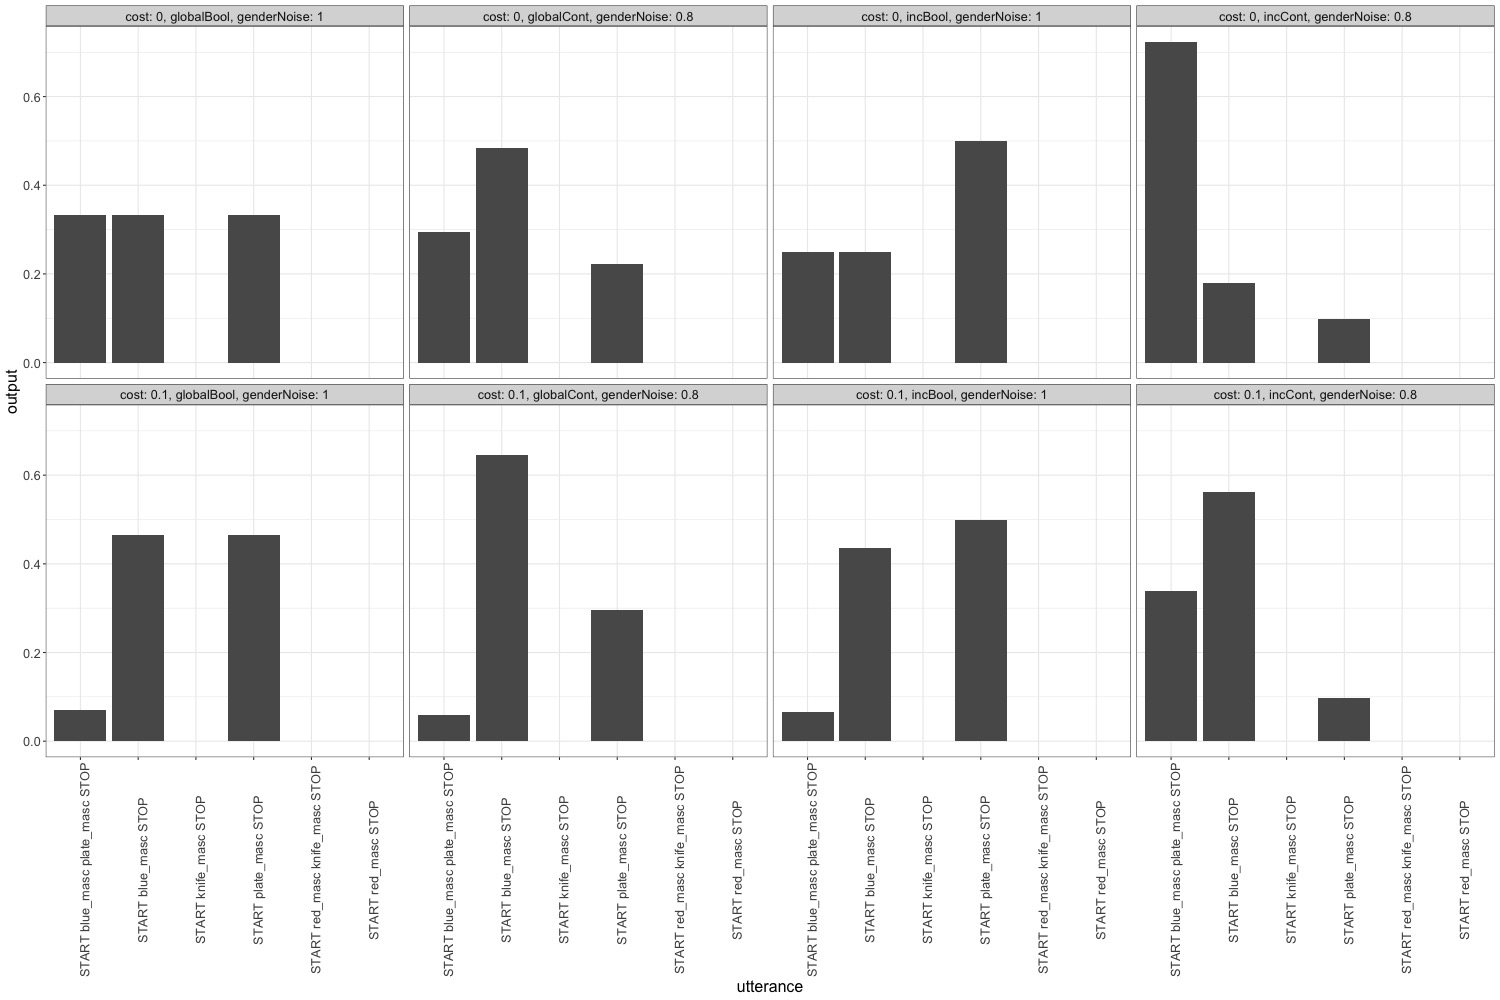 cost: 0, globalBool, genderNoise: 1
cost: 0, globalCont, genderNoise: 0.8
cost: 0, incBool, genderNoise: 1
cost: 0, incCont, genderNoise: 0.8
0.6
0.4
0.2
0.0
output
cost: 0.1, globalBool, genderNoise: 1
cost: 0.1, globalCont, genderNoise: 0.8
cost: 0.1, incBool, genderNoise: 1
cost: 0.1, incCont, genderNoise: 0.8
0.6
0.4
0.2
0.0
START blue_masc plate_masc STOP
START blue_masc STOP
START knife_masc STOP
START plate_masc STOP
START red_masc knife_masc STOP
START red_masc STOP
START blue_masc plate_masc STOP
START blue_masc STOP
START knife_masc STOP
START plate_masc STOP
START red_masc knife_masc STOP
START red_masc STOP
START blue_masc plate_masc STOP
START blue_masc STOP
START knife_masc STOP
START plate_masc STOP
START red_masc knife_masc STOP
START red_masc STOP
START blue_masc plate_masc STOP
START blue_masc STOP
START knife_masc STOP
START plate_masc STOP
START red_masc knife_masc STOP
START red_masc STOP
utterance